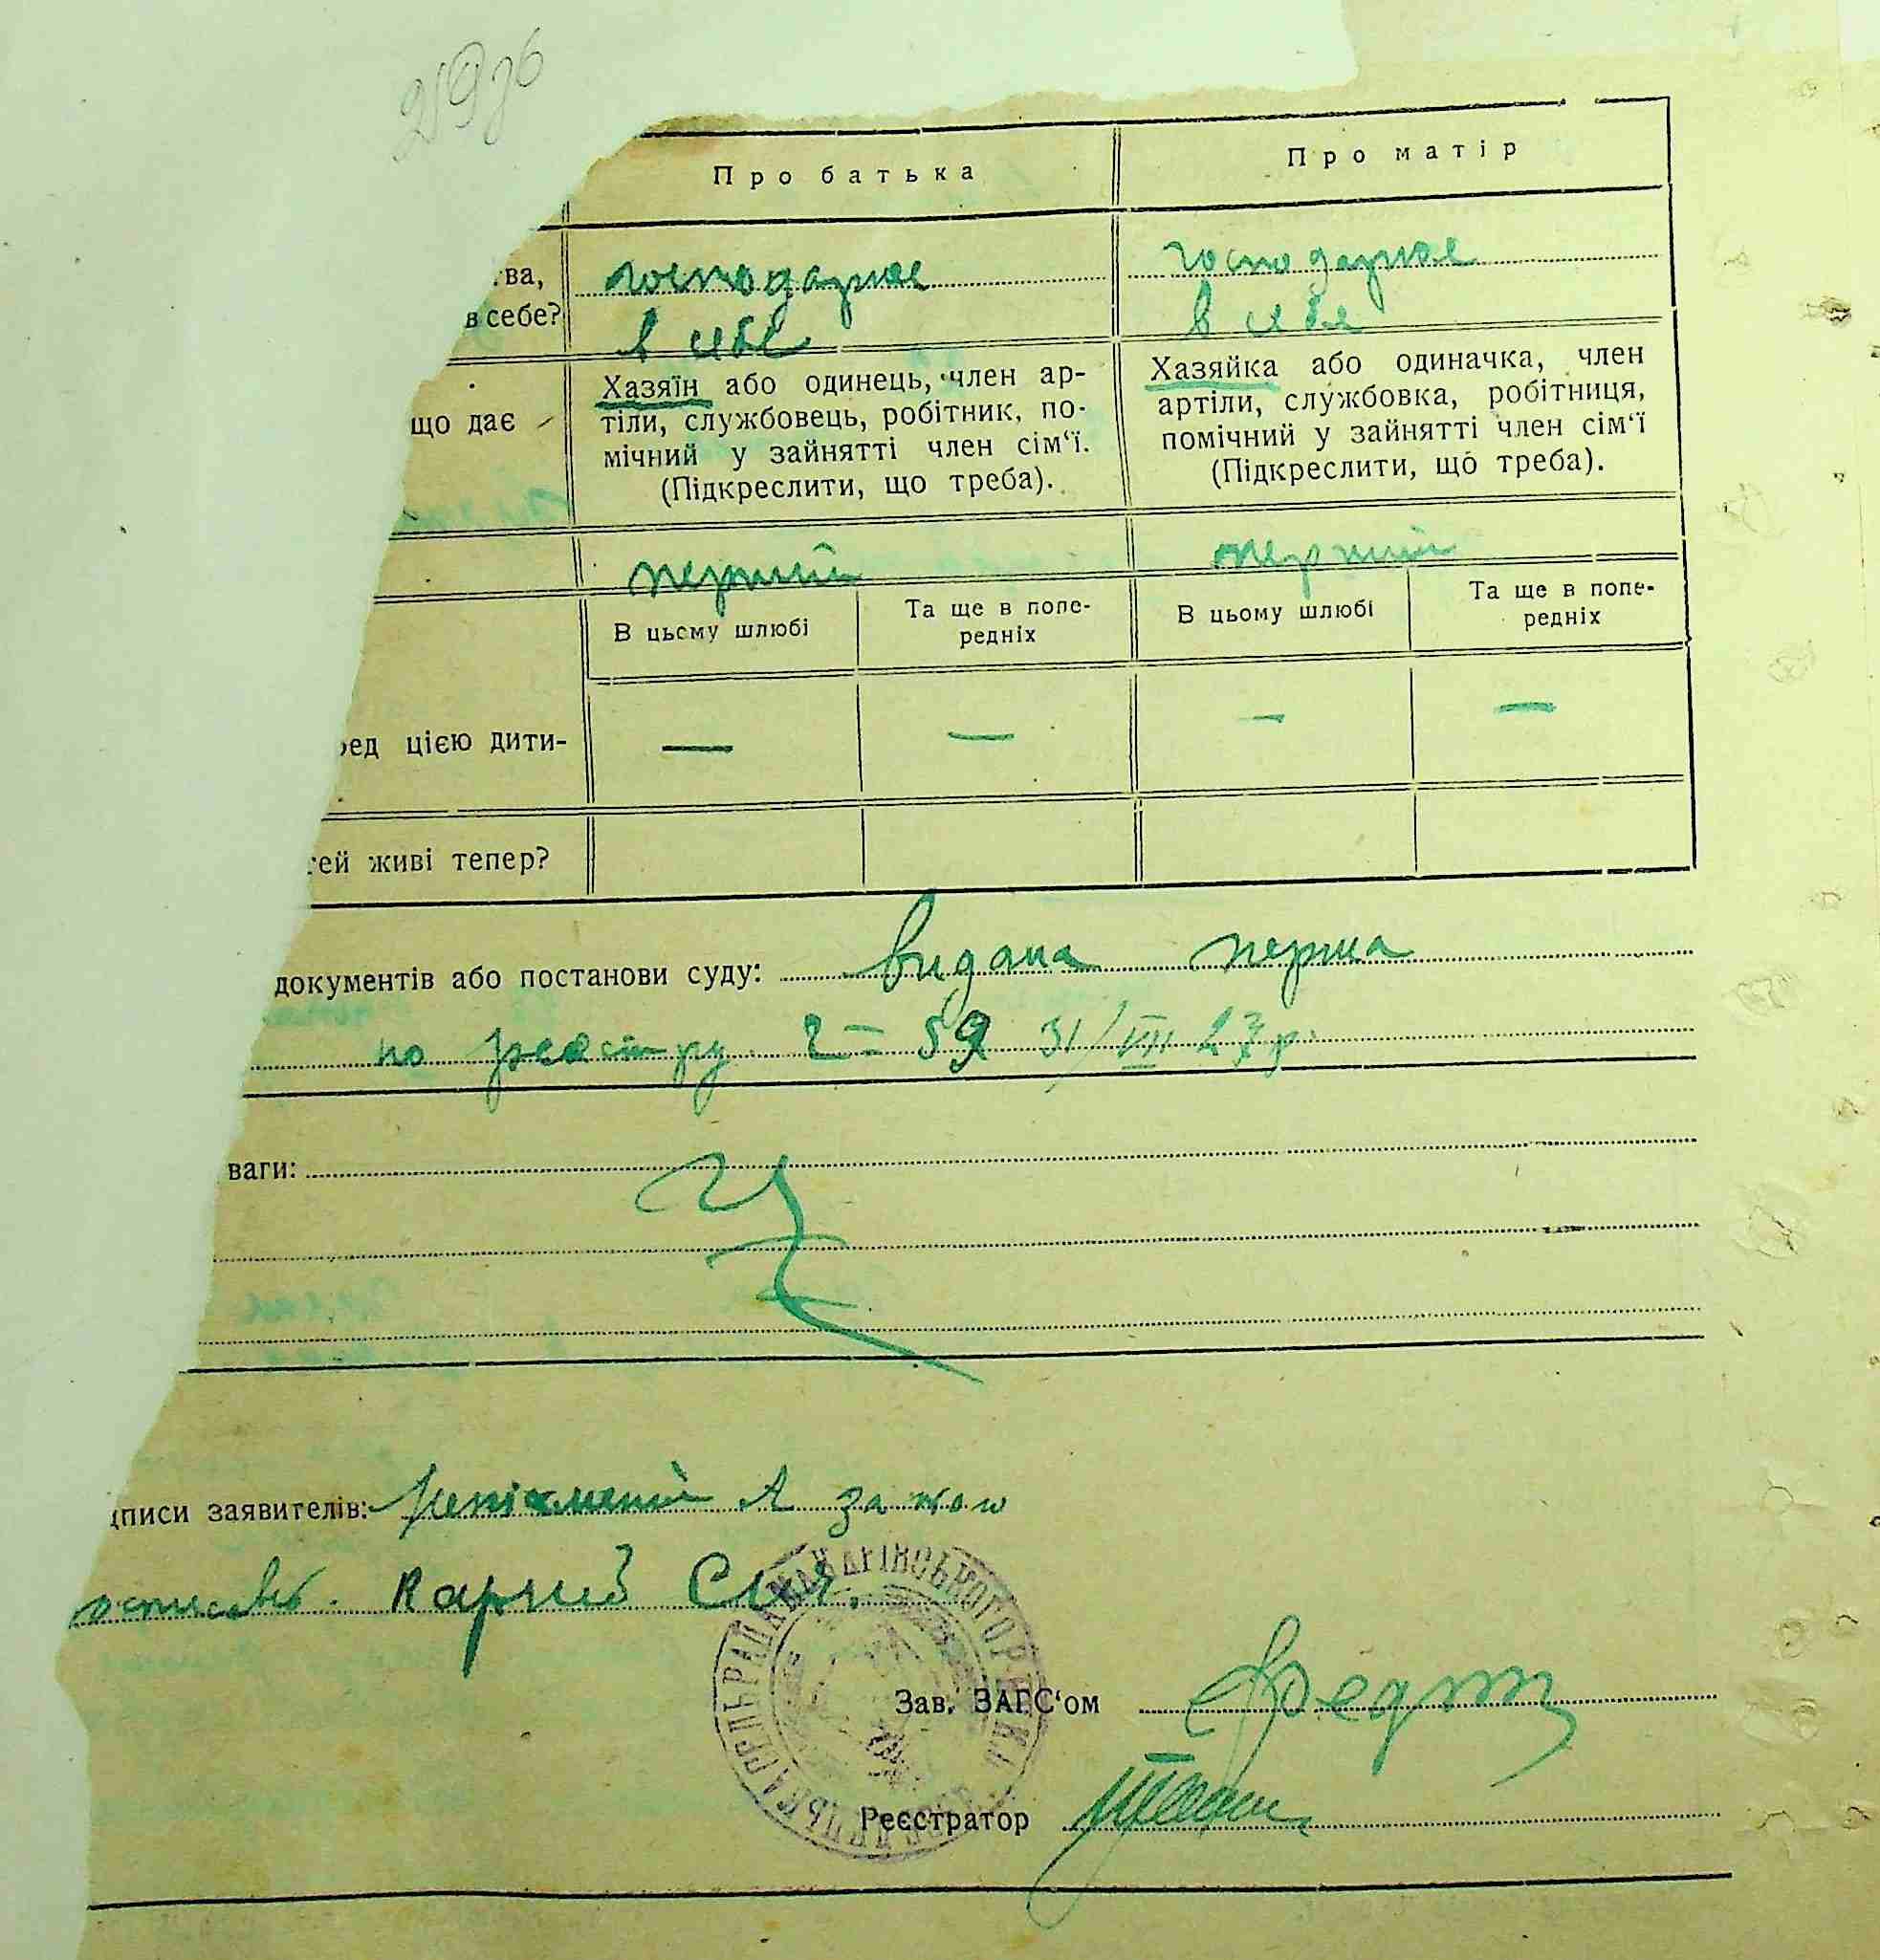 Про батька Про матір
тва, господарює господарює
в себе? в себе в себе
Хазяїн або одинець, член ар- Хазяйка або одиначка, член
що дає тіли, службовець, робітник, по- артіли, службовка, робітниця,
мічний у зайнятті член сім‘ї. помічний у зайнятті член сім‘ї
(Підкреслити, що треба). (Підкреслити, що треба).
перший перший
В цьому шлюбі Та ще в попе- В цьому шлюбі Та ще в попе-
редніх редніх
ред цією дити- — — — —
тей живі тепер?
документів або постанови суду: видана перша
по реєстру 2 = 59 31/VIII 27 р.
ваги:
дписи заявителів: неписьменний А за його
Зав. ЗАГС‘ом
Реєстратор